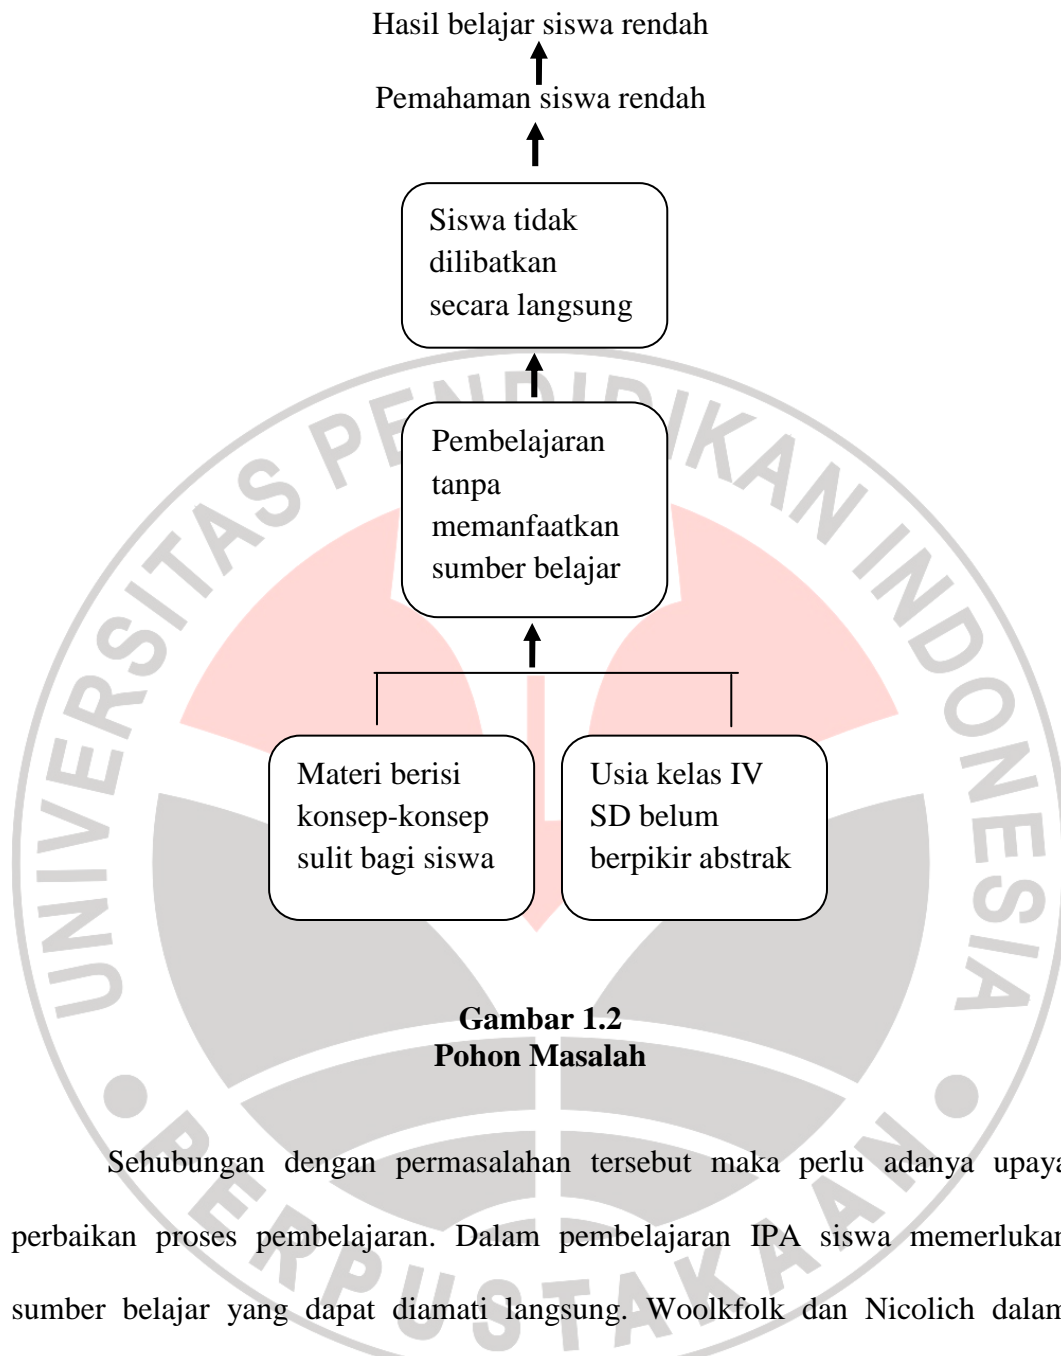 Hasil belajar siswa rendah
Pemahaman siswa rendah
Siswa tidak
dilibatkan
secara langsung
Pembelajaran
tanpa
memanfaatkan
sumber belajar
Materi berisi
konsep-konsep
sulit bagi siswa
Usia kelas IV
SD belum
berpikir abstrak
Gambar 1.2
Pohon Masalah
Sehubungan dengan permasalahan tersebut maka perlu adanya upaya
perbaikan proses pembelajaran. Dalam pembelajaran IPA siswa memerlukan
sumber belajar yang dapat diamati langsung. Woolkfolk dan Nicolich dalam
UNIVERSITAS PENDIDIKAN INDONESIA
PERPUSTAKAAN